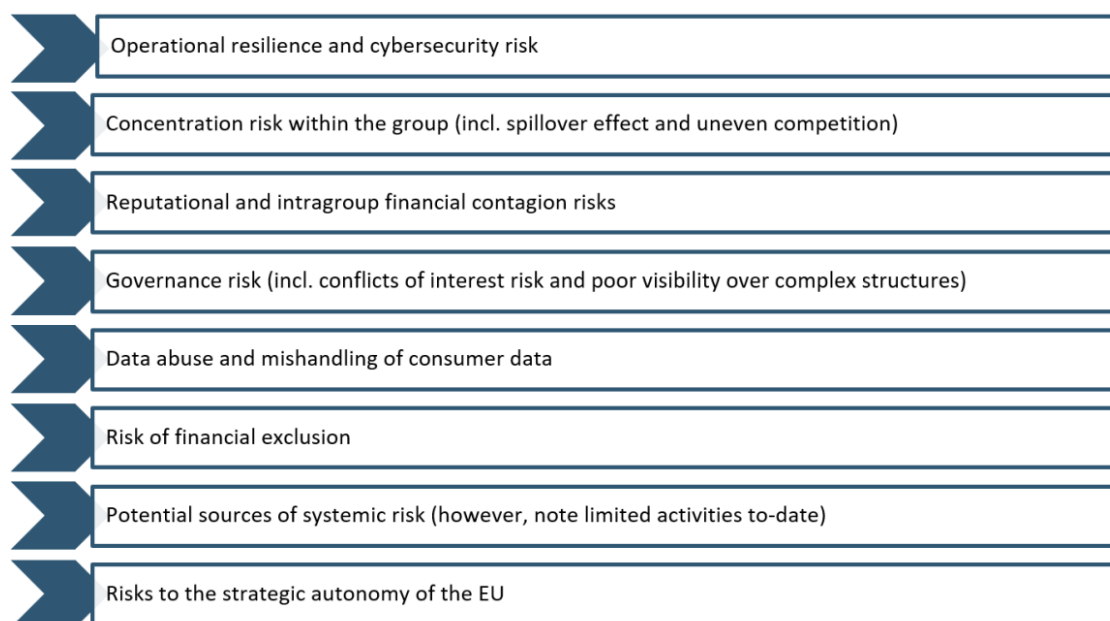 Operational resilience and cybersecurity risk
Concentration risk within the group (incl. spillover effect and uneven competition)
Reputational and intragroup financial contagion risks
Governance risk (incl. conflicts of interest risk and poor visibility over complex structures)
Data abuse and mishandling of consumer data
Risk of financial exclusion
Potential sources of systemic risk (however, note limited activities to-date)
Risks to the strategic autonomy of the EU